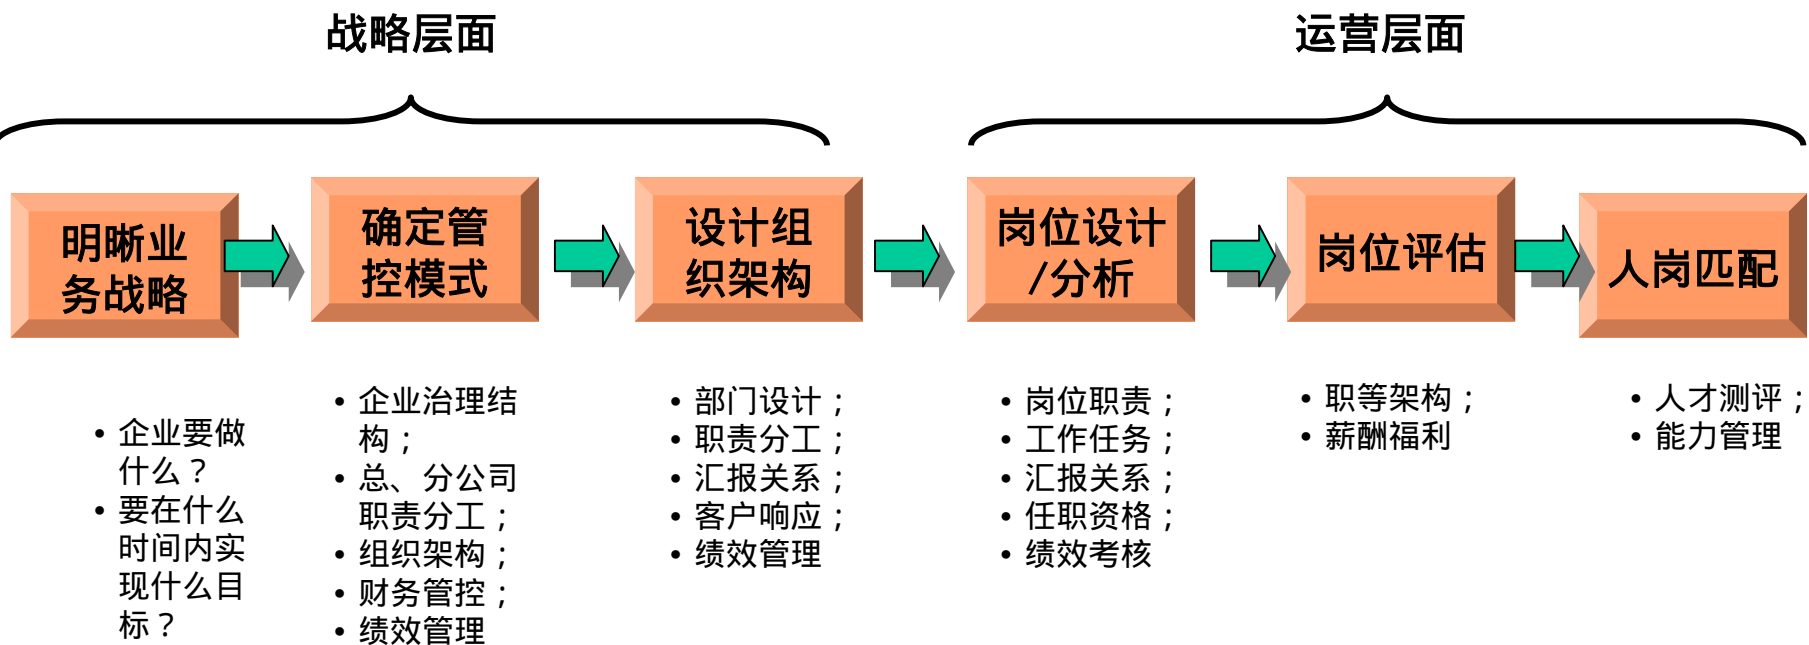 战略层面
运营层面
明晰业
务战略
确定管
控模式
设计组
织架构
岗位设计
/分析
岗位评估
人岗匹配
• 企业要做
什么？
• 要在什么
时间内实
现什么目
标？
• 企业治理结
构；
• 总、分公司
职责分工；
• 组织架构；
• 财务管控；
• 绩效管理
• 部门设计；
• 职责分工；
• 汇报关系；
• 客户响应；
• 绩效管理
• 岗位职责；
• 工作任务；
• 汇报关系；
• 任职资格；
• 绩效考核
• 职等架构；
• 薪酬福利
• 人才测评；
• 能力管理